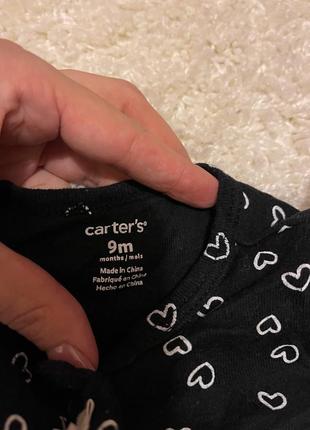 carter's®
9m
months / mois
Made in China
Fabriqué en Chine
Hecho en China